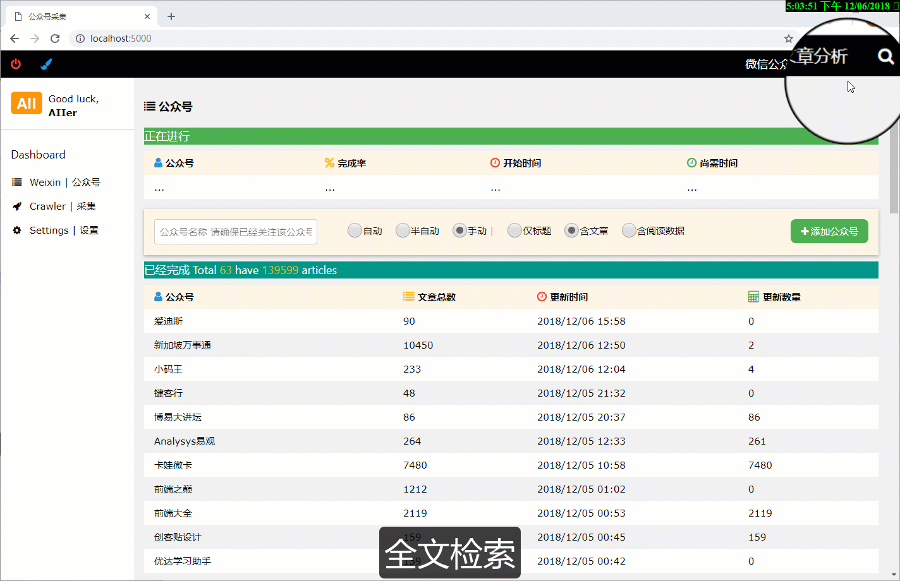 5:03:51 下午 12/06/2018
公众号采集
localhost:5000
微信公众
章分析
AII
Good luck,
AIIer
Dashboard
Weixin | 公众号
Crawler | 采集
Settings | 设置
公众号
正在进行
公众号 完成率 开始时间 尚需时间
... ... ... ...
公众号名称 请确保已经关注该公众号
自动 半自动 手动 | 仅标题 含文章 含阅读数据
添加公众号
已经完成 Total 63 have 139599 articles
公众号 文章总数 更新时间 更新数量
爱迪斯 90 2018/12/06 15:58 0
新加坡万事通 10450 2018/12/06 12:50 2
小码王 233 2018/12/06 12:04 4
键客行 48 2018/12/05 21:32 0
博易大讲坛 86 2018/12/05 20:37 86
Analysys易观 264 2018/12/05 12:33 261
卡娃微卡 7480 2018/12/05 10:58 7480
前端之巅 1212 2018/12/05 01:02 0
前端大全 2119 2018/12/05 00:53 2119
创客贴设计 159 2018/12/05 00:45 159
优达学习助手 2018/12/05 00:42 0
全文检索